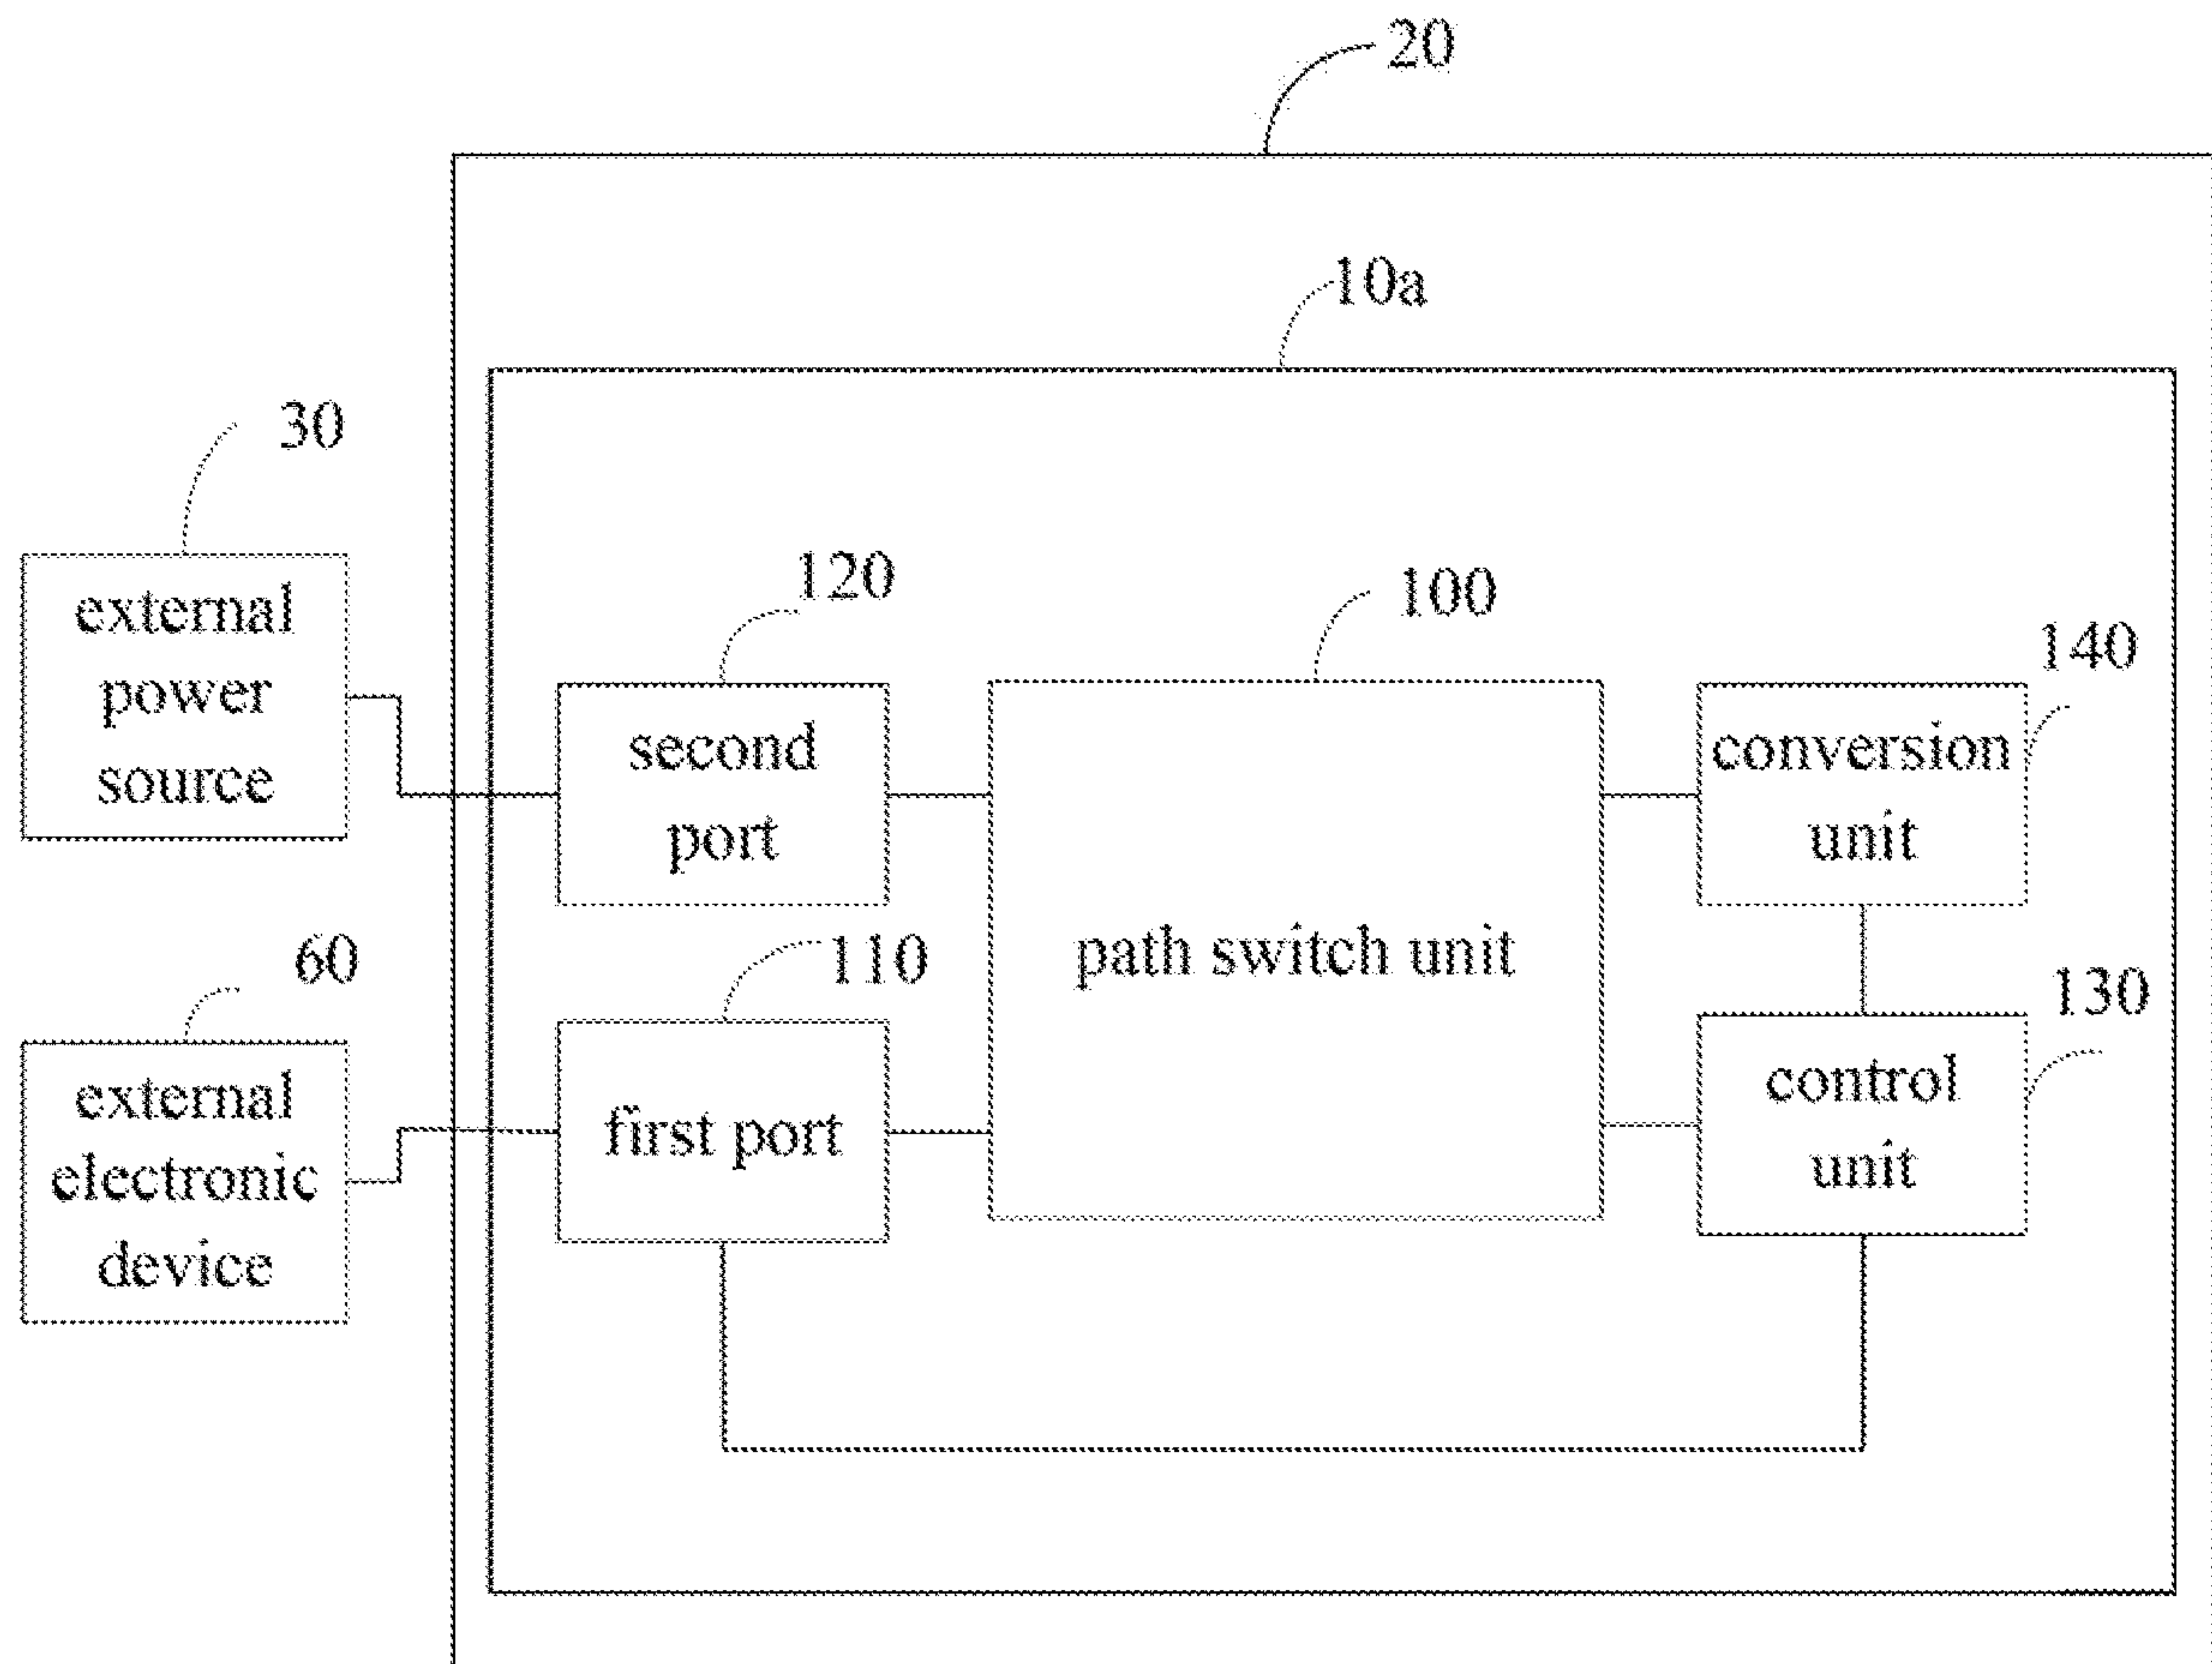 20
10a
30
external
power
source
120
second
port
100
path switch unit
140
conversion
unit
60
external
electronic
device
110
first port
130
control
unit